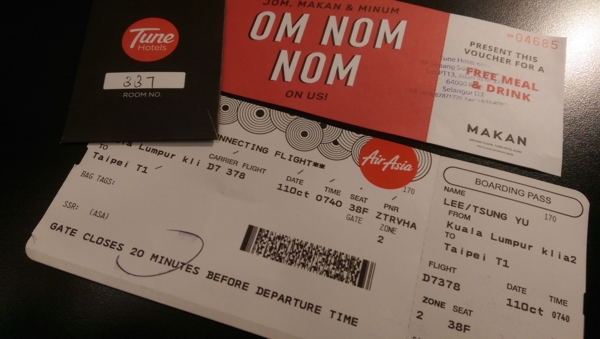 Tune
Hotels
337
ROOM NO.
JOM, MAKAN & MINUM
OM NOM
NOM
ON US!
04685
PRESENT THIS
VOUCHER FOR A
FREE MEAL
& DRINK
MAKAN
NNECTING FLIGHT**
Kuala Lumpur kli
TO
Taipei T1
CARRIER FLIGHT
D7 378
DATE TIME SEAT PNR
11Oct 0740 38F ZTRVHA
GATE ZONE
2
BAG TAGS:
SSR: (ASA)
GATE CLOSES 20 MINUTES BEFORE DEPARTURE TIME
AirAsia
170
BOARDING PASS
NAME 170
LEE/TSUNG YU
FROM
Kuala Lumpur klia2
TO
Taipei T1
FLIGHT DATE TIME
D7378 11Oct 0740
ZONE SEAT
2 38F